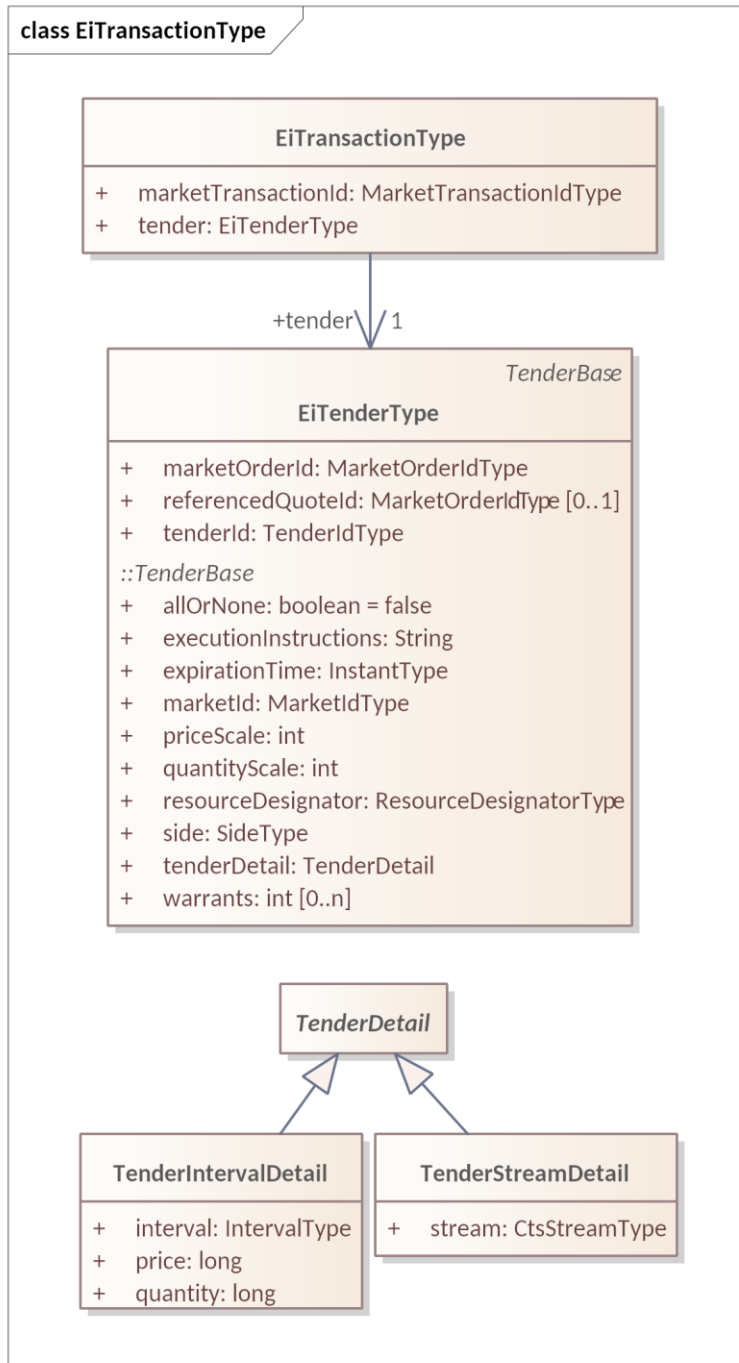 class EiTransactionType
EiTransactionType
+ marketTransactionId: MarketTransactionIdType
+ tender: EiTenderType
+tender 1
TenderBase
EiTenderType
+ marketOrderId: MarketOrderIdType
+ referencedQuoteId: MarketOrderIdType [0..1]
+ tenderId: TenderIdType
::TenderBase
+ allOrNone: boolean = false
+ executionInstructions: String
+ expirationTime: InstantType
+ marketId: MarketIdType
+ priceScale: int
+ quantityScale: int
+ resourceDesignator: ResourceDesignatorType
+ side: SideType
+ tenderDetail: TenderDetail
+ warrants: int [0..n]
TenderDetail
TenderIntervalDetail
+ interval: IntervalType
+ price: long
+ quantity: long
TenderStreamDetail
+ stream: CtsStreamType